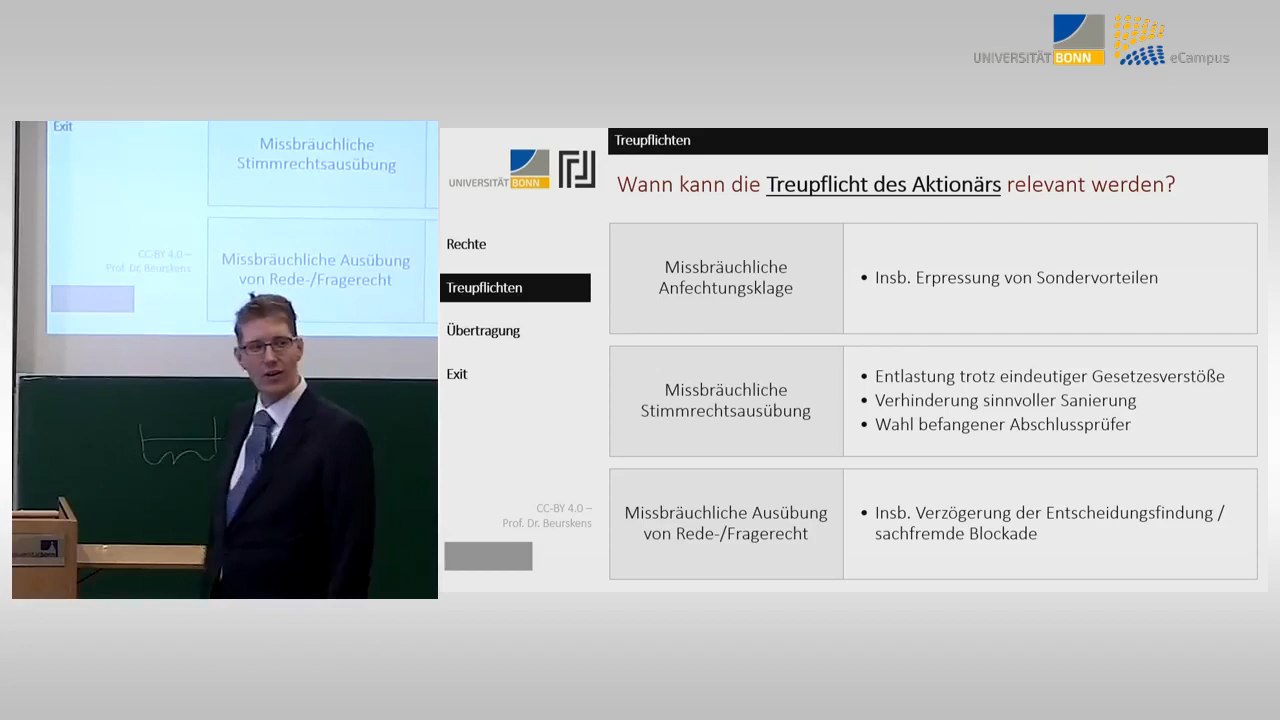 UNIVERSITÄT BONN
eCampus
Exit
Missbräuchliche
Stimmrechtsausübung
CC-BY 4.0 –
Prof. Dr. Beurskens
Missbräuchliche Ausübung
von Rede-/Fragerecht
UNIVERSITÄT BONN
Rechte
Treupflichten
Übertragung
Exit
CC-BY 4.0 –
Prof. Dr. Beurskens
Treupflichten
Wann kann die Treupflicht des Aktionärs relevant werden?
Missbräuchliche
Anfechtungsklage
• Insb. Erpressung von Sondervorteilen
Missbräuchliche
Stimmrechtsausübung
• Entlastung trotz eindeutiger Gesetzesverstöße
• Verhinderung sinnvoller Sanierung
• Wahl befangener Abschlussprüfer
Missbräuchliche Ausübung
von Rede-/Fragerecht
• Insb. Verzögerung der Entscheidungsfindung /
sachfremde Blockade